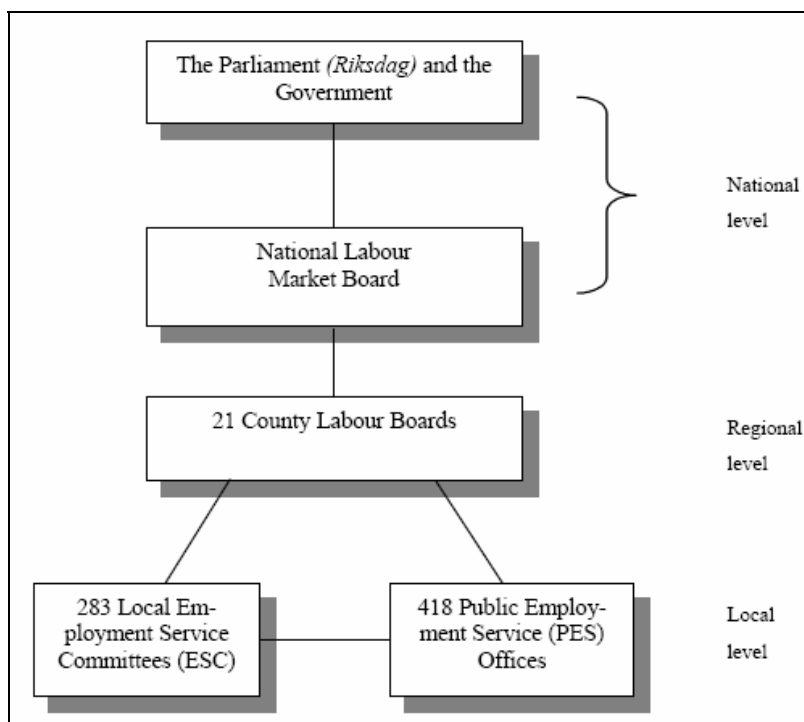 The Parliament (Riksdag) and the
Government
National
level
National Labour
Market Board
21 County Labour Boards
Regional
level
283 Local Em-
ployment Service
Committees (ESC)
418 Public Employ-
ment Service (PES)
Offices
Local
level